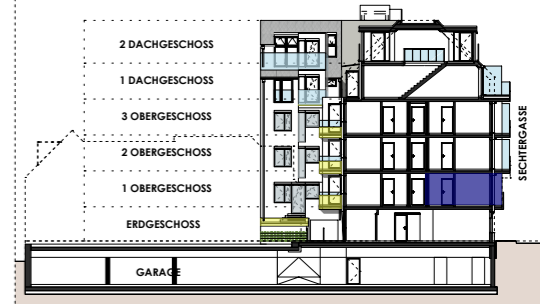 2 DACHGESCHOSS
1 DACHGESCHOSS
3 OBERGESCHOSS
2 OBERGESCHOSS
1 OBERGESCHOSS
ERDGESCHOSS
GARAGE
SECHTERGASSE